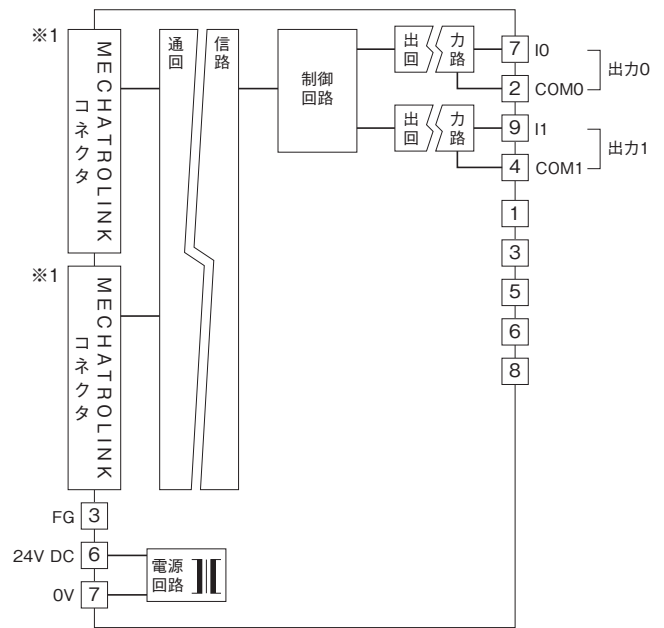 ※1
MECHATROLINK
コネクタ
通信
回路
制御
回路
出力
回路
7 I0
2 COM0
出力0
出力
回路
9 I1
4 COM1
出力1
1
3
5
6
8
※1
MECHATROLINK
コネクタ
FG 3
24V DC 6
0V 7
電源
回路